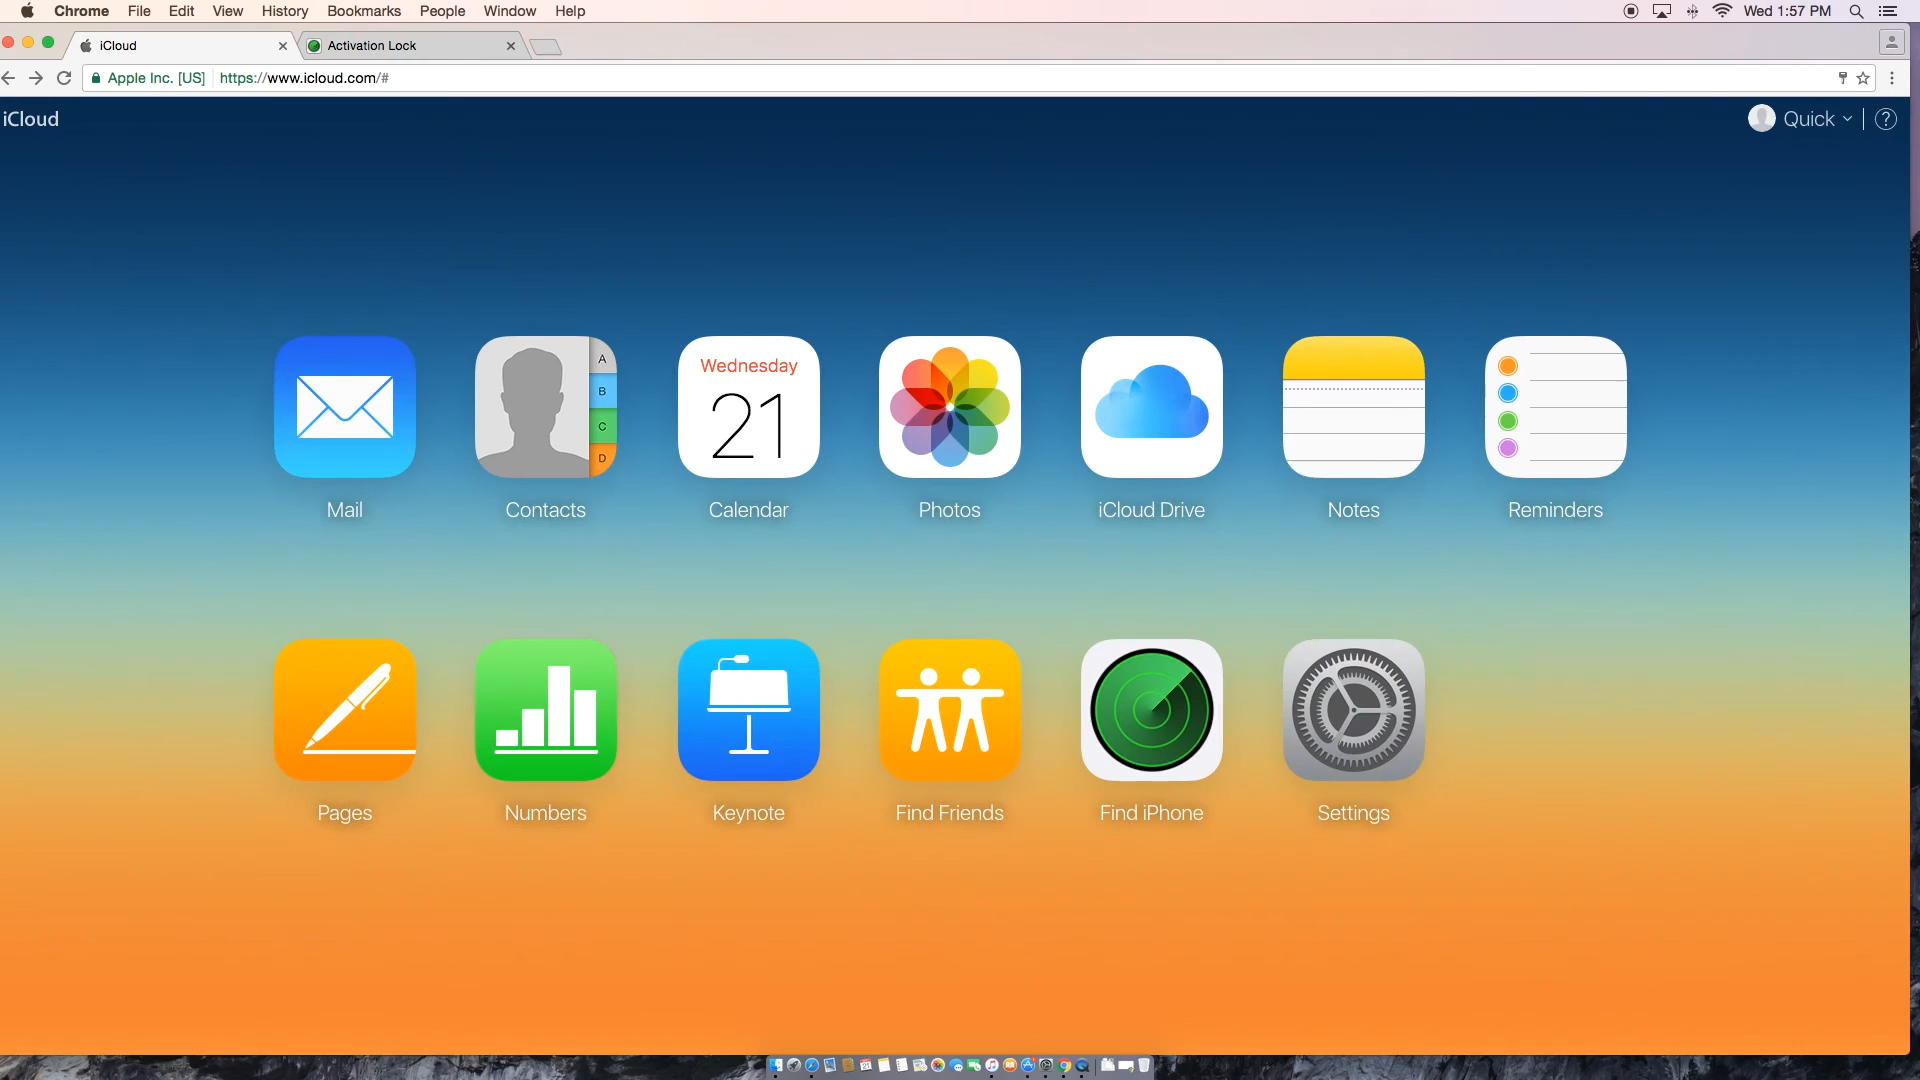 Chrome File Edit View History Bookmarks People Window Help Wed 1:57 PM
iCloud Activation Lock
Apple Inc. [US] https://www.icloud.com/#
iCloud Quick ?
Wednesday
21
A
B
C
D
Mail Contacts Calendar Photos iCloud Drive Notes Reminders
Pages Numbers Keynote Find Friends Find iPhone Settings